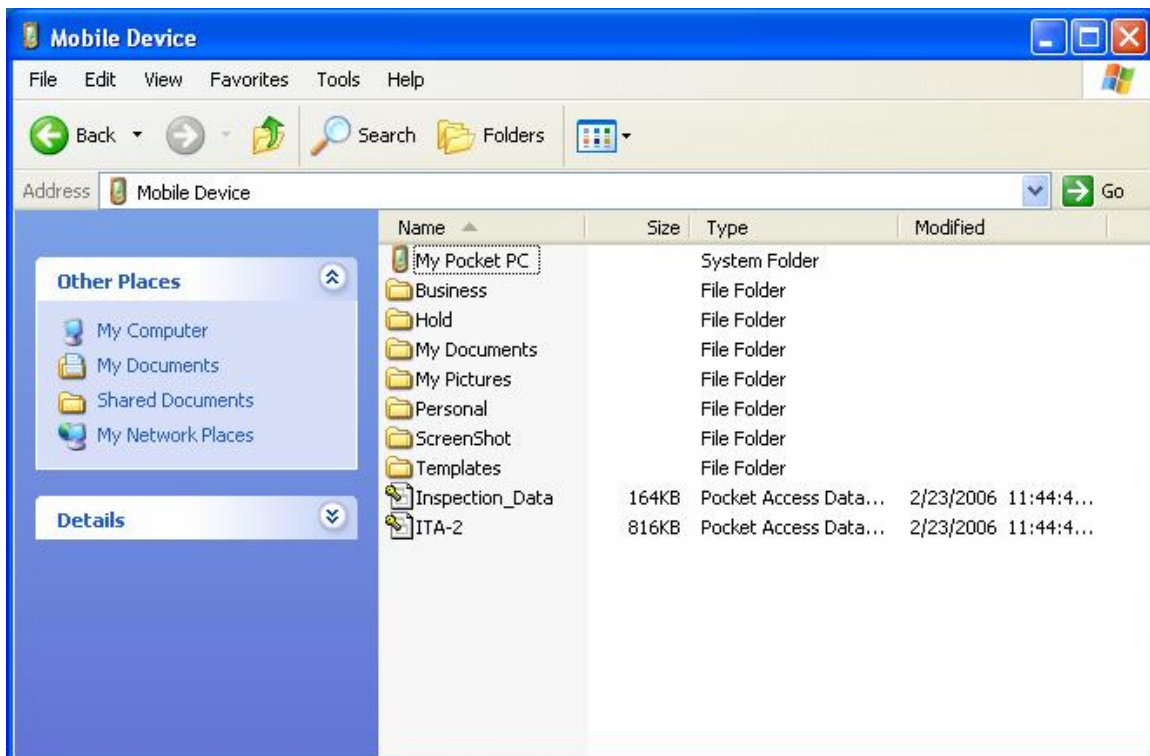 Mobile Device
File Edit View Favorites Tools Help
Back Search Folders
Address Mobile Device Go
Other Places
My Computer
My Documents
Shared Documents
My Network Places
Details
Name Size Type Modified
My Pocket PC System Folder
Business File Folder
Hold File Folder
My Documents File Folder
My Pictures File Folder
Personal File Folder
ScreenShot File Folder
Templates File Folder
Inspection_Data 164KB Pocket Access Data... 2/23/2006 11:44:4...
ITA-2 816KB Pocket Access Data... 2/23/2006 11:44:4...